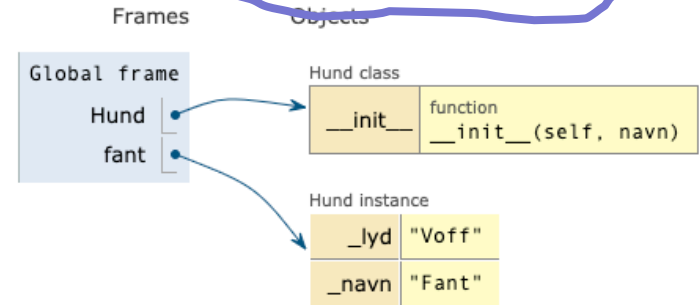 Frames
Objects
Global frame
Hund
fant
Hund class
__init__
function
__init__(self, navn)
Hund instance
_lyd
"Voff"
_navn
"Fant"